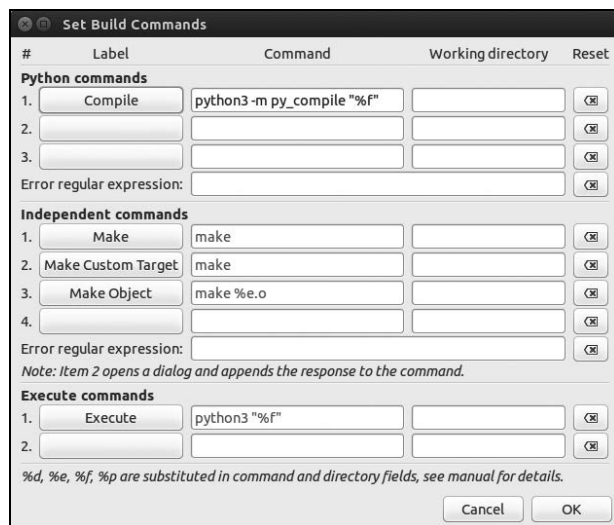 Set Build Commands
# Label Command Working directory Reset
Python commands
1. Compile python3 -m py_compile "%f"
2.
3.
Error regular expression:
Independent commands
1. Make make
2. Make Custom Target make
3. Make Object make %e.o
4.
Error regular expression:
Note: Item 2 opens a dialog and appends the response to the command.
Execute commands
1. Execute python3 "%f"
2.
%d, %e, %f, %p are substituted in command and directory fields, see manual for details.
Cancel OK